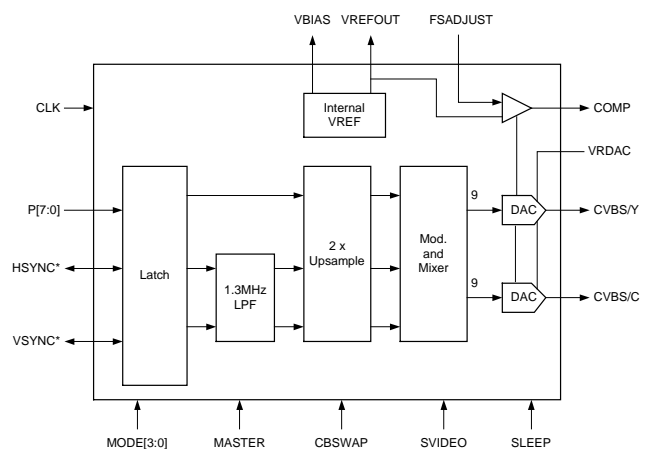 VBIAS VREFOUT FSADJUST
CLK
Internal
VREF
COMP
VRDAC
P[7:0]
HSYNC*
VSYNC*
Latch
1.3MHz
LPF
2 x
Upsample
Mod.
and
Mixer
9
DAC
CVBS/Y
9
DAC
CVBS/C
MODE[3:0] MASTER CBSWAP SVIDEO SLEEP